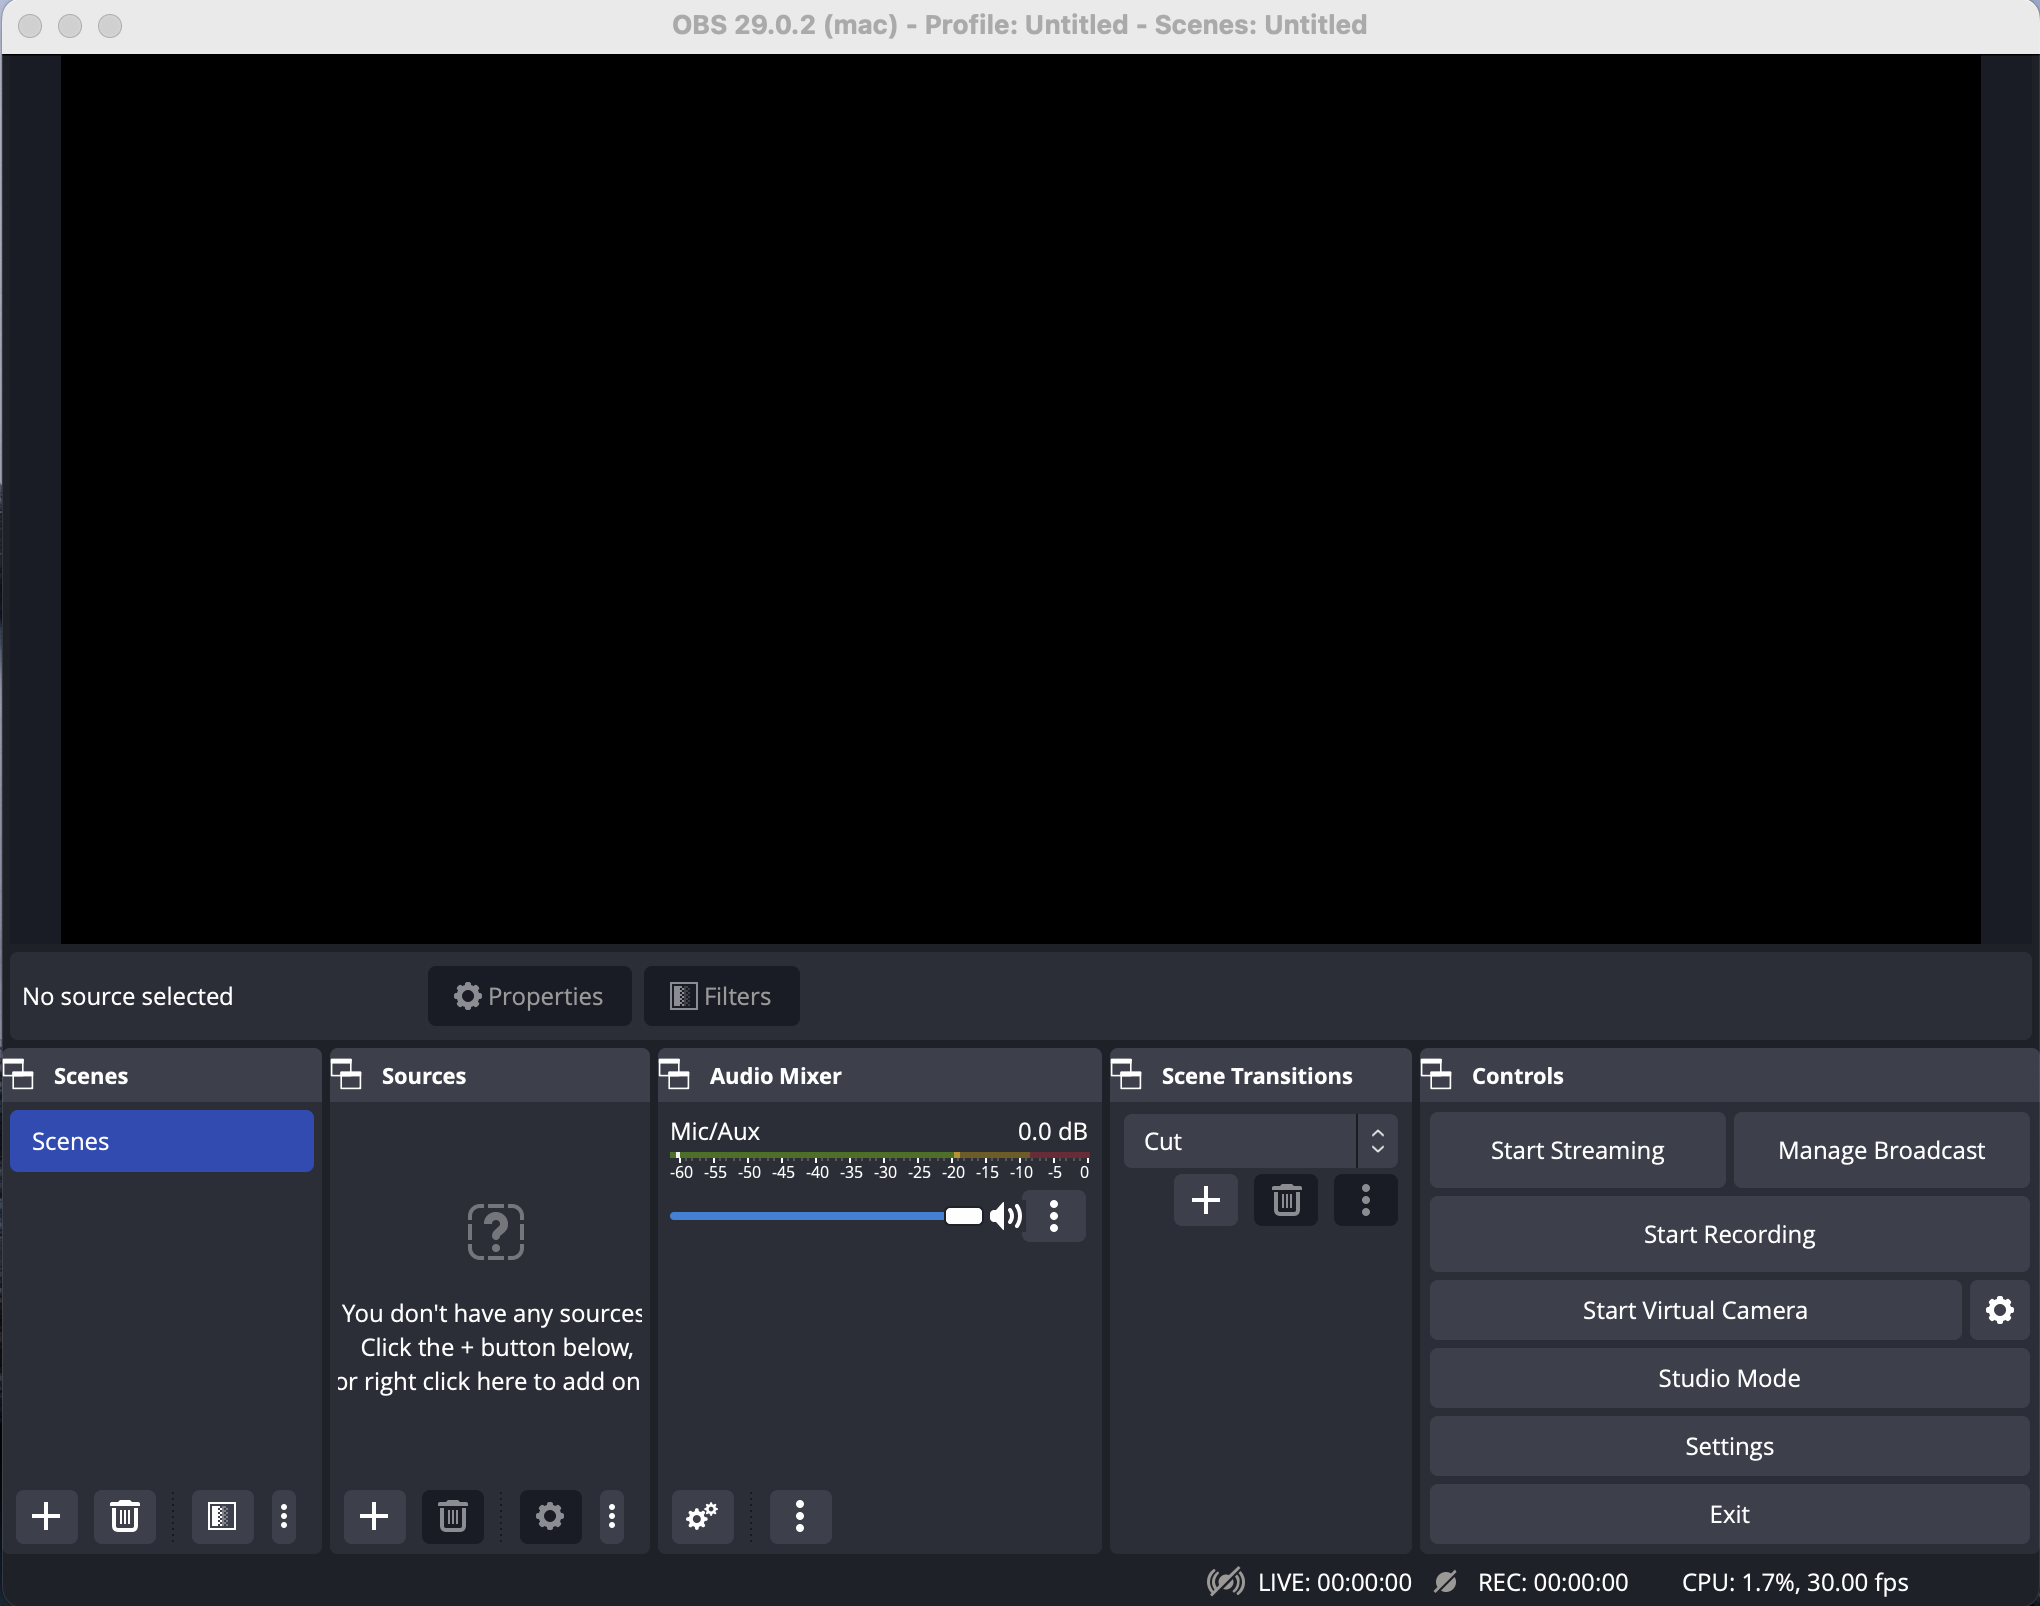 OBS 29.0.2 (mac) - Profile: Untitled - Scenes: Untitled
No source selected
Properties
Filters
Scenes
Sources
Audio Mixer
Scene Transitions
Controls
Scenes
You don't have any sources
Click the + button below,
or right click here to add on
Mic/Aux 0.0 dB
-60 -55 -50 -45 -40 -35 -30 -25 -20 -15 -10 -5 0
Cut
Start Streaming
Manage Broadcast
Start Recording
Start Virtual Camera
Studio Mode
Settings
Exit
LIVE: 00:00:00 REC: 00:00:00 CPU: 1.7%, 30.00 fps